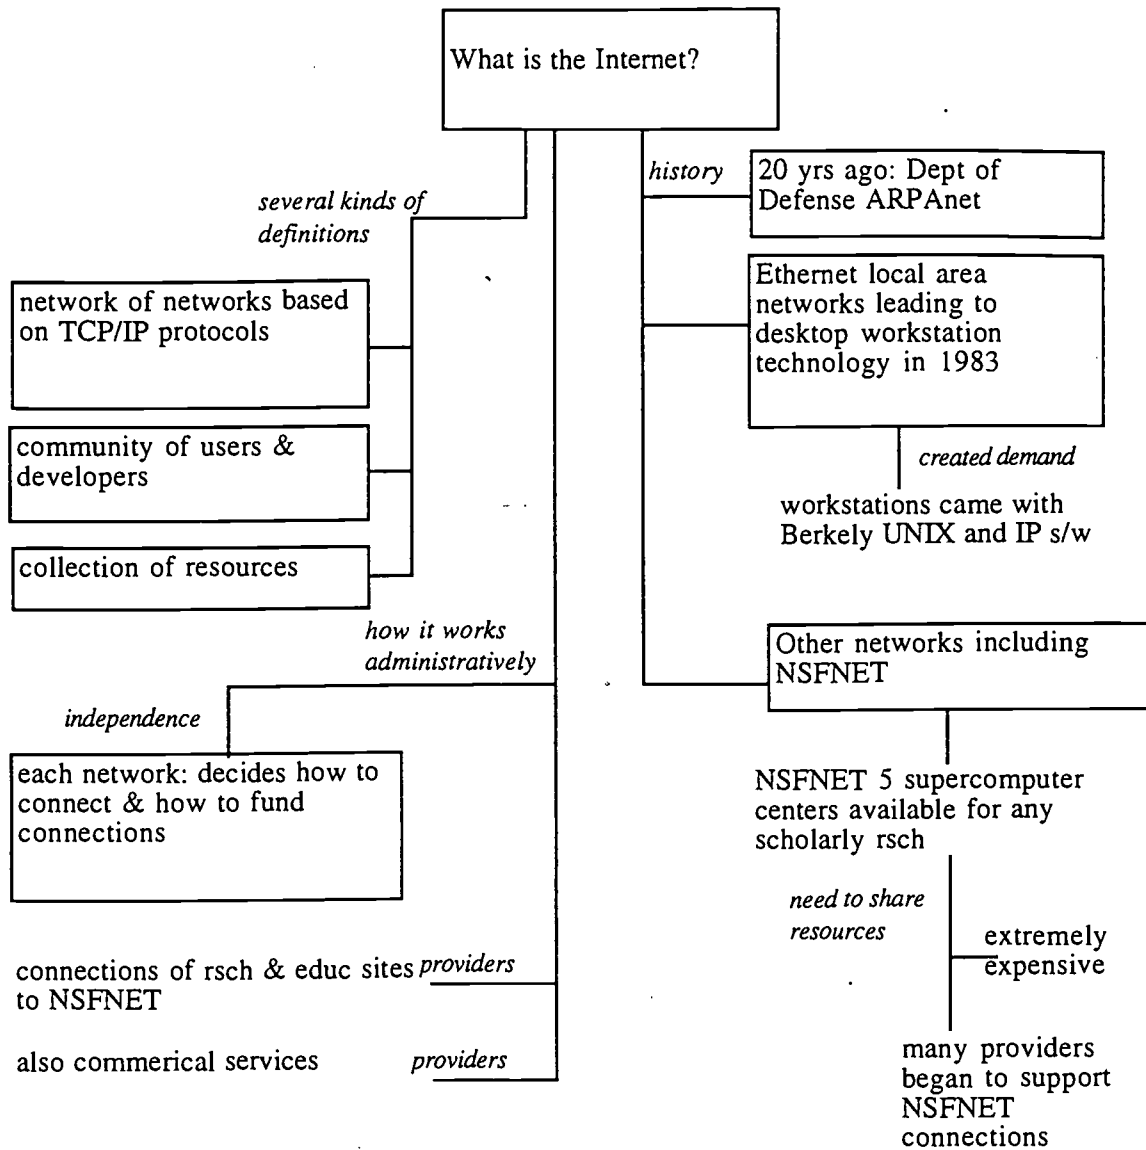 What is the Internet?
several kinds of
definitions
network of networks based
on TCP/IP protocols
community of users &
developers
collection of resources
how it works
administratively
independence
each network: decides how to
connect & how to fund
connections
connections of rsch & educ sites
to NSFNET
providers
also commerical services
providers
history
20 yrs ago: Dept of
Defense ARPAnet
Ethernet local area
networks leading to
desktop workstation
technology in 1983
created demand
workstations came with
Berkely UNIX and IP s/w
Other networks including
NSFNET
NSFNET 5 supercomputer
centers available for any
scholarly rsch
need to share
resources
extremely
expensive
many providers
began to support
NSFNET
connections